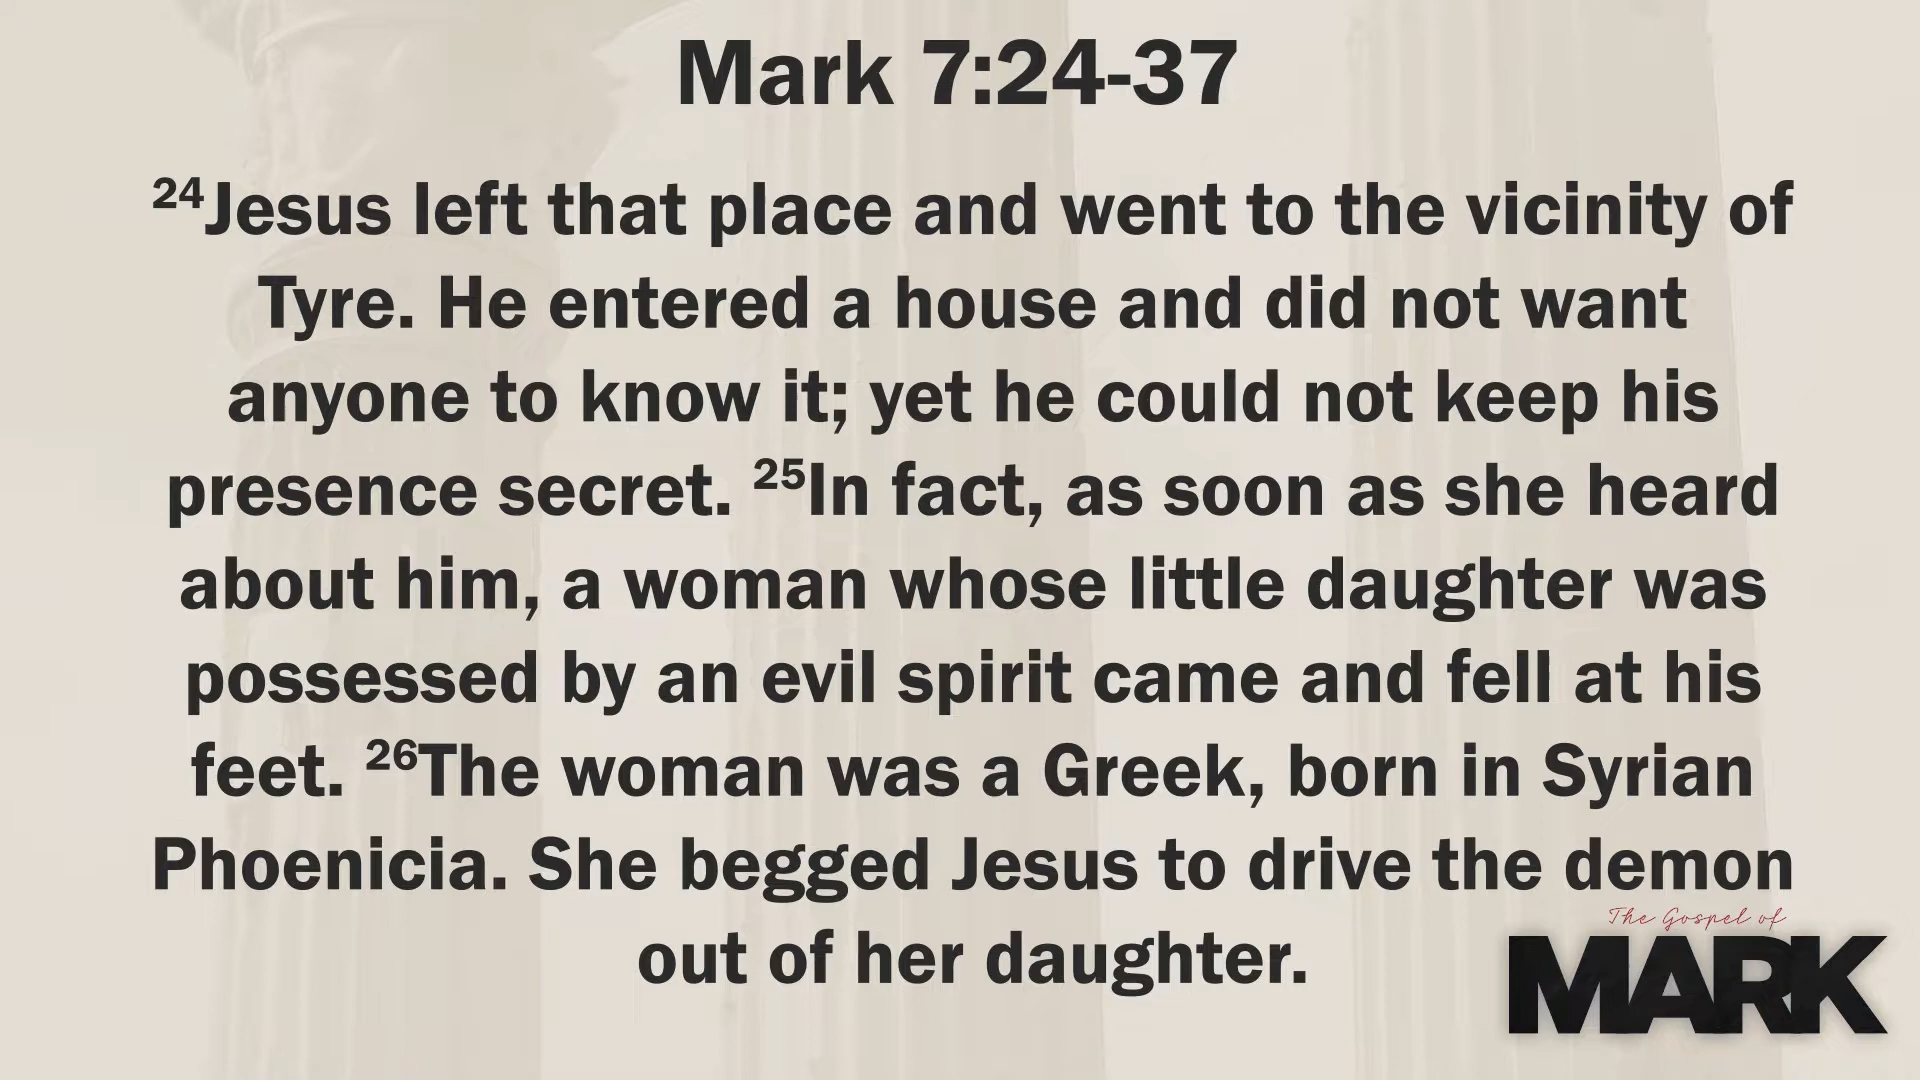 Mark 7:24-37
24Jesus left that place and went to the vicinity of
Tyre. He entered a house and did not want
anyone to know it; yet he could not keep his
presence secret. 25In fact, as soon as she heard
about him, a woman whose little daughter was
possessed by an evil spirit came and fell at his
feet. 26The woman was a Greek, born in Syrian
Phoenicia. She begged Jesus to drive the demon
out of her daughter.
The Gospel of
MARK